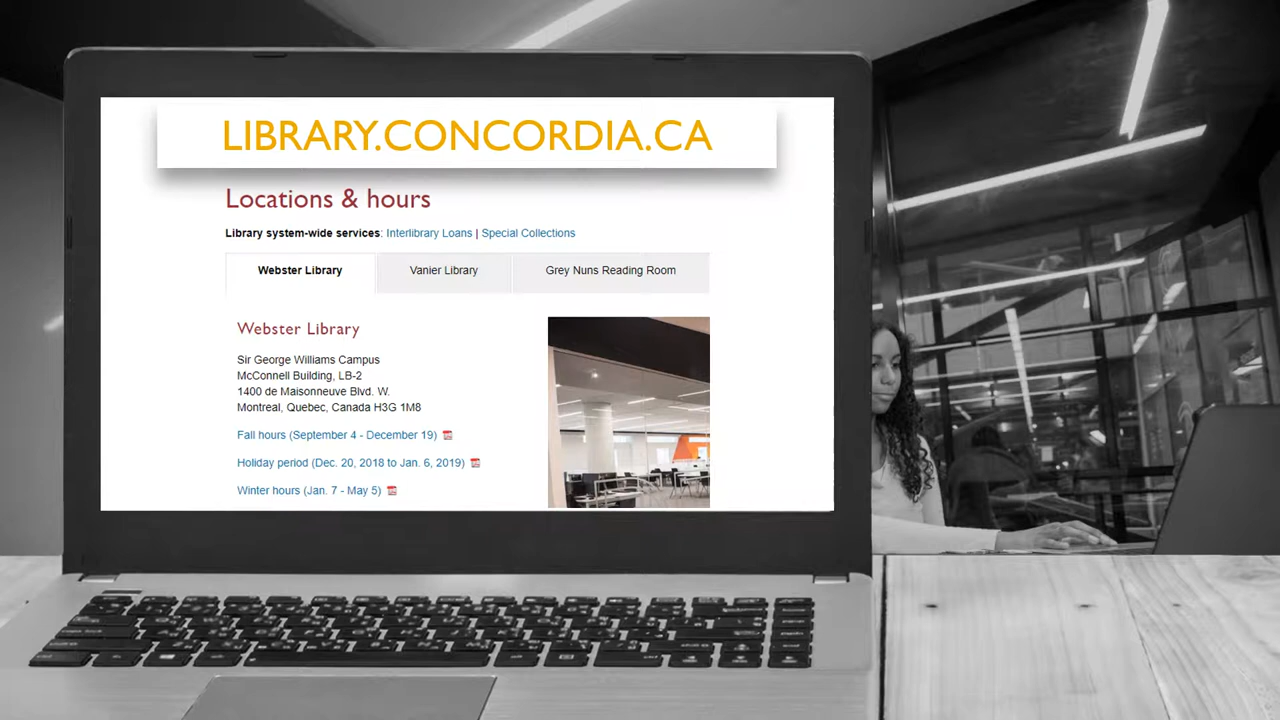 LIBRARY.CONCORDIA.CA
Locations & hours
Library system-wide services: Interlibrary Loans | Special Collections
Webster Library
Vanier Library
Grey Nuns Reading Room
Webster Library
Sir George Williams Campus
McConnell Building, LB-2
1400 de Maisonneuve Blvd. W.
Montreal, Quebec, Canada H3G 1M8
Fall hours (September 4 - December 19)
Holiday period (Dec. 20, 2018 to Jan. 6, 2019)
Winter hours (Jan. 7 - May 5)